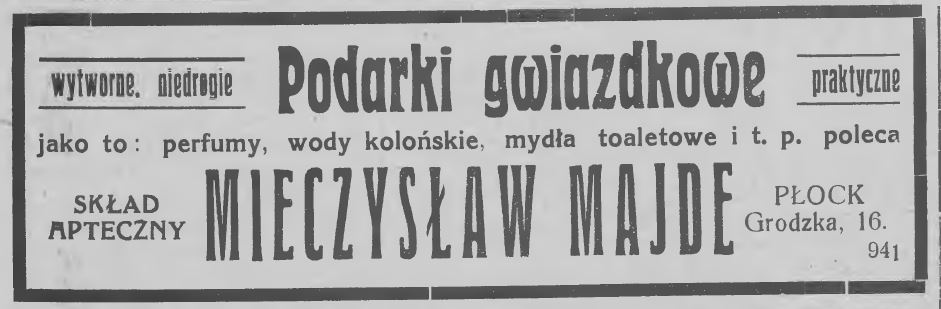 wytworne, niedrogie Podarki gwiazdkowe praktyczne
jako to: perfumy, wody kolońskie, mydła toaletowe i t. p. poleca
SKŁAD
APTECZNY
MIECZYSŁAW MAJDE
PŁOCK
Grodzka, 16.
941